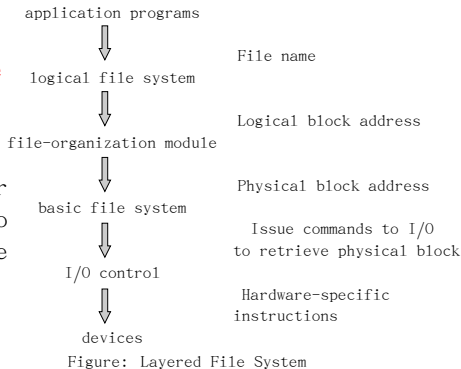 application programs
File name
logical file system
Logical block address
file-organization module
Physical block address
basic file system
Issue commands to I/O
to retrieve physical block
I/O control
Hardware-specific
instructions
devices
Figure: Layered File System